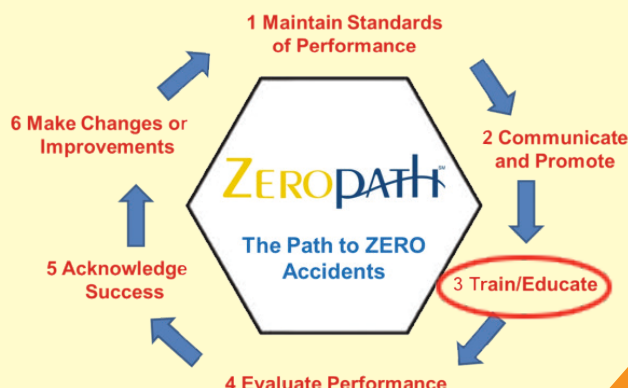 1 Maintain Standards
of Performance
2 Communicate
and Promote
3 Train/Educate
4 Evaluate Performance
5 Acknowledge
Success
6 Make Changes or
Improvements
ZEROPATH℠
The Path to ZERO
Accidents